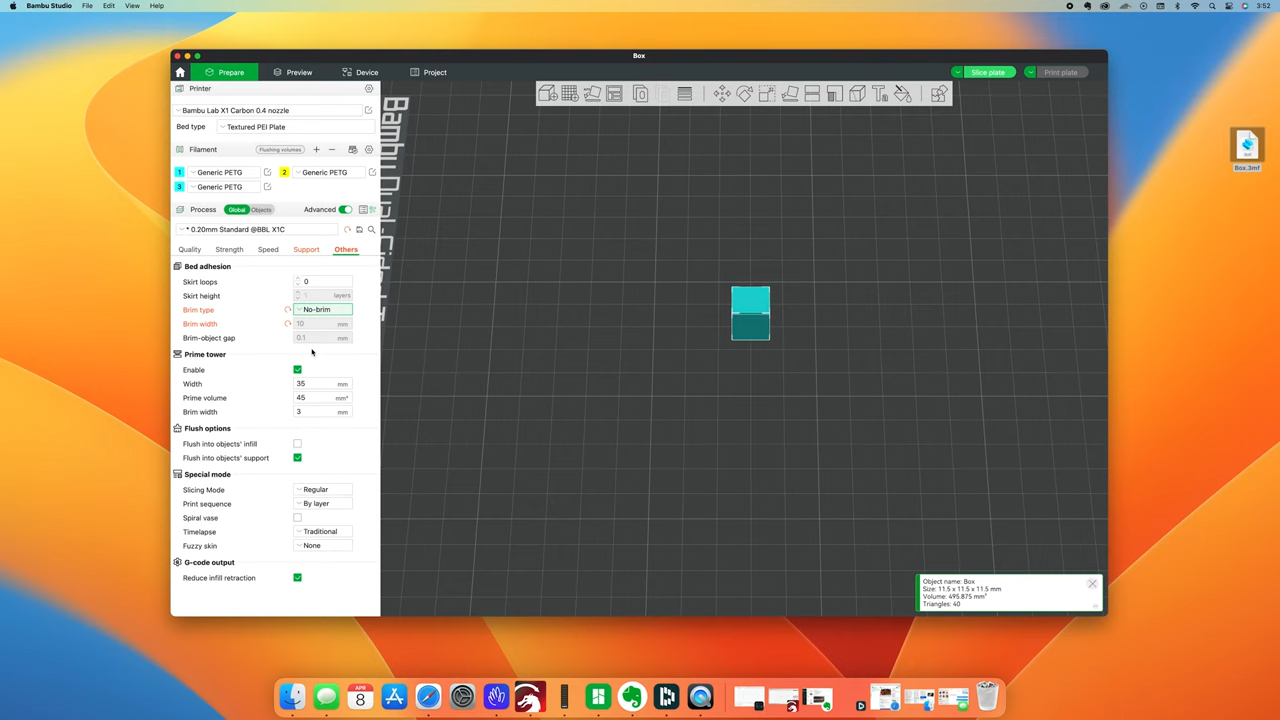 Bambu Studio File Edit View Window Help 3:52
Box
Prepare Preview Device Project Slice plate Print plate
Printer
Bambu Lab X1 Carbon 0.4 nozzle
Bed type Textured PEI Plate
Filament Flushing volumes
1 Generic PETG 2 Generic PETG
3 Generic PETG
Process Global Objects Advanced
* 0.20mm Standard @BBL X1C
Quality Strength Speed Support Others
Bed adhesion
Skirt loops 0
Skirt height 1 layers
Brim type No-brim
Brim width 10 mm
Brim-object gap 0.1 mm
Prime tower
Enable
Width 35 mm
Prime volume 45 mm³
Brim width 3 mm
Flush options
Flush into objects' infill
Flush into objects' support
Special mode
Slicing Mode Regular
Print sequence By layer
Spiral vase
Timelapse Traditional
Fuzzy skin None
G-code output
Reduce infill retraction
Object name: Box
Size: 11.5 x 11.5 x 11.5 mm
Volume: 495.875 mm³
Triangles: 40
Box.3mf
APR
8